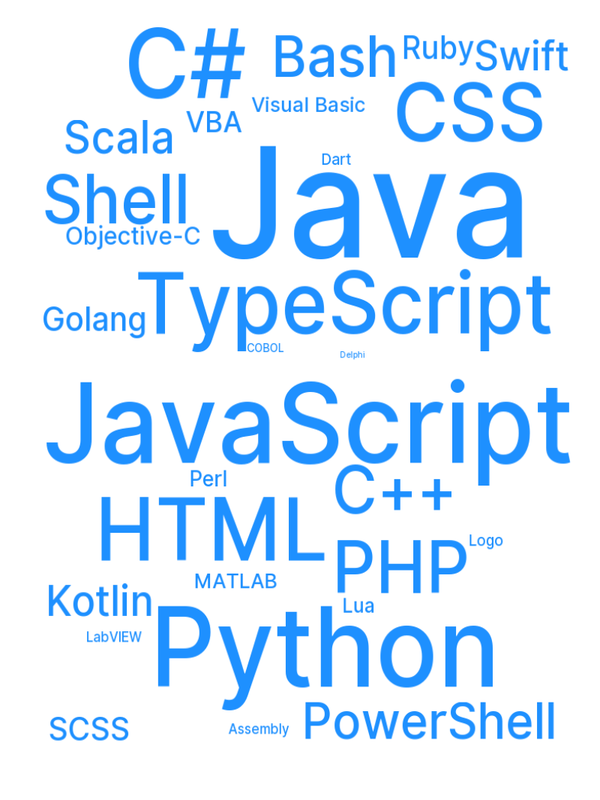 C#
Bash
Ruby
Swift
CSS
Visual Basic
VBA
Scala
Dart
Java
Shell
Objective-C
TypeScript
Golang
COBOL
Delphi
JavaScript
Perl
C++
HTML
PHP
Logo
MATLAB
Kotlin
Lua
LabVIEW
Python
SCSS
Assembly
PowerShell